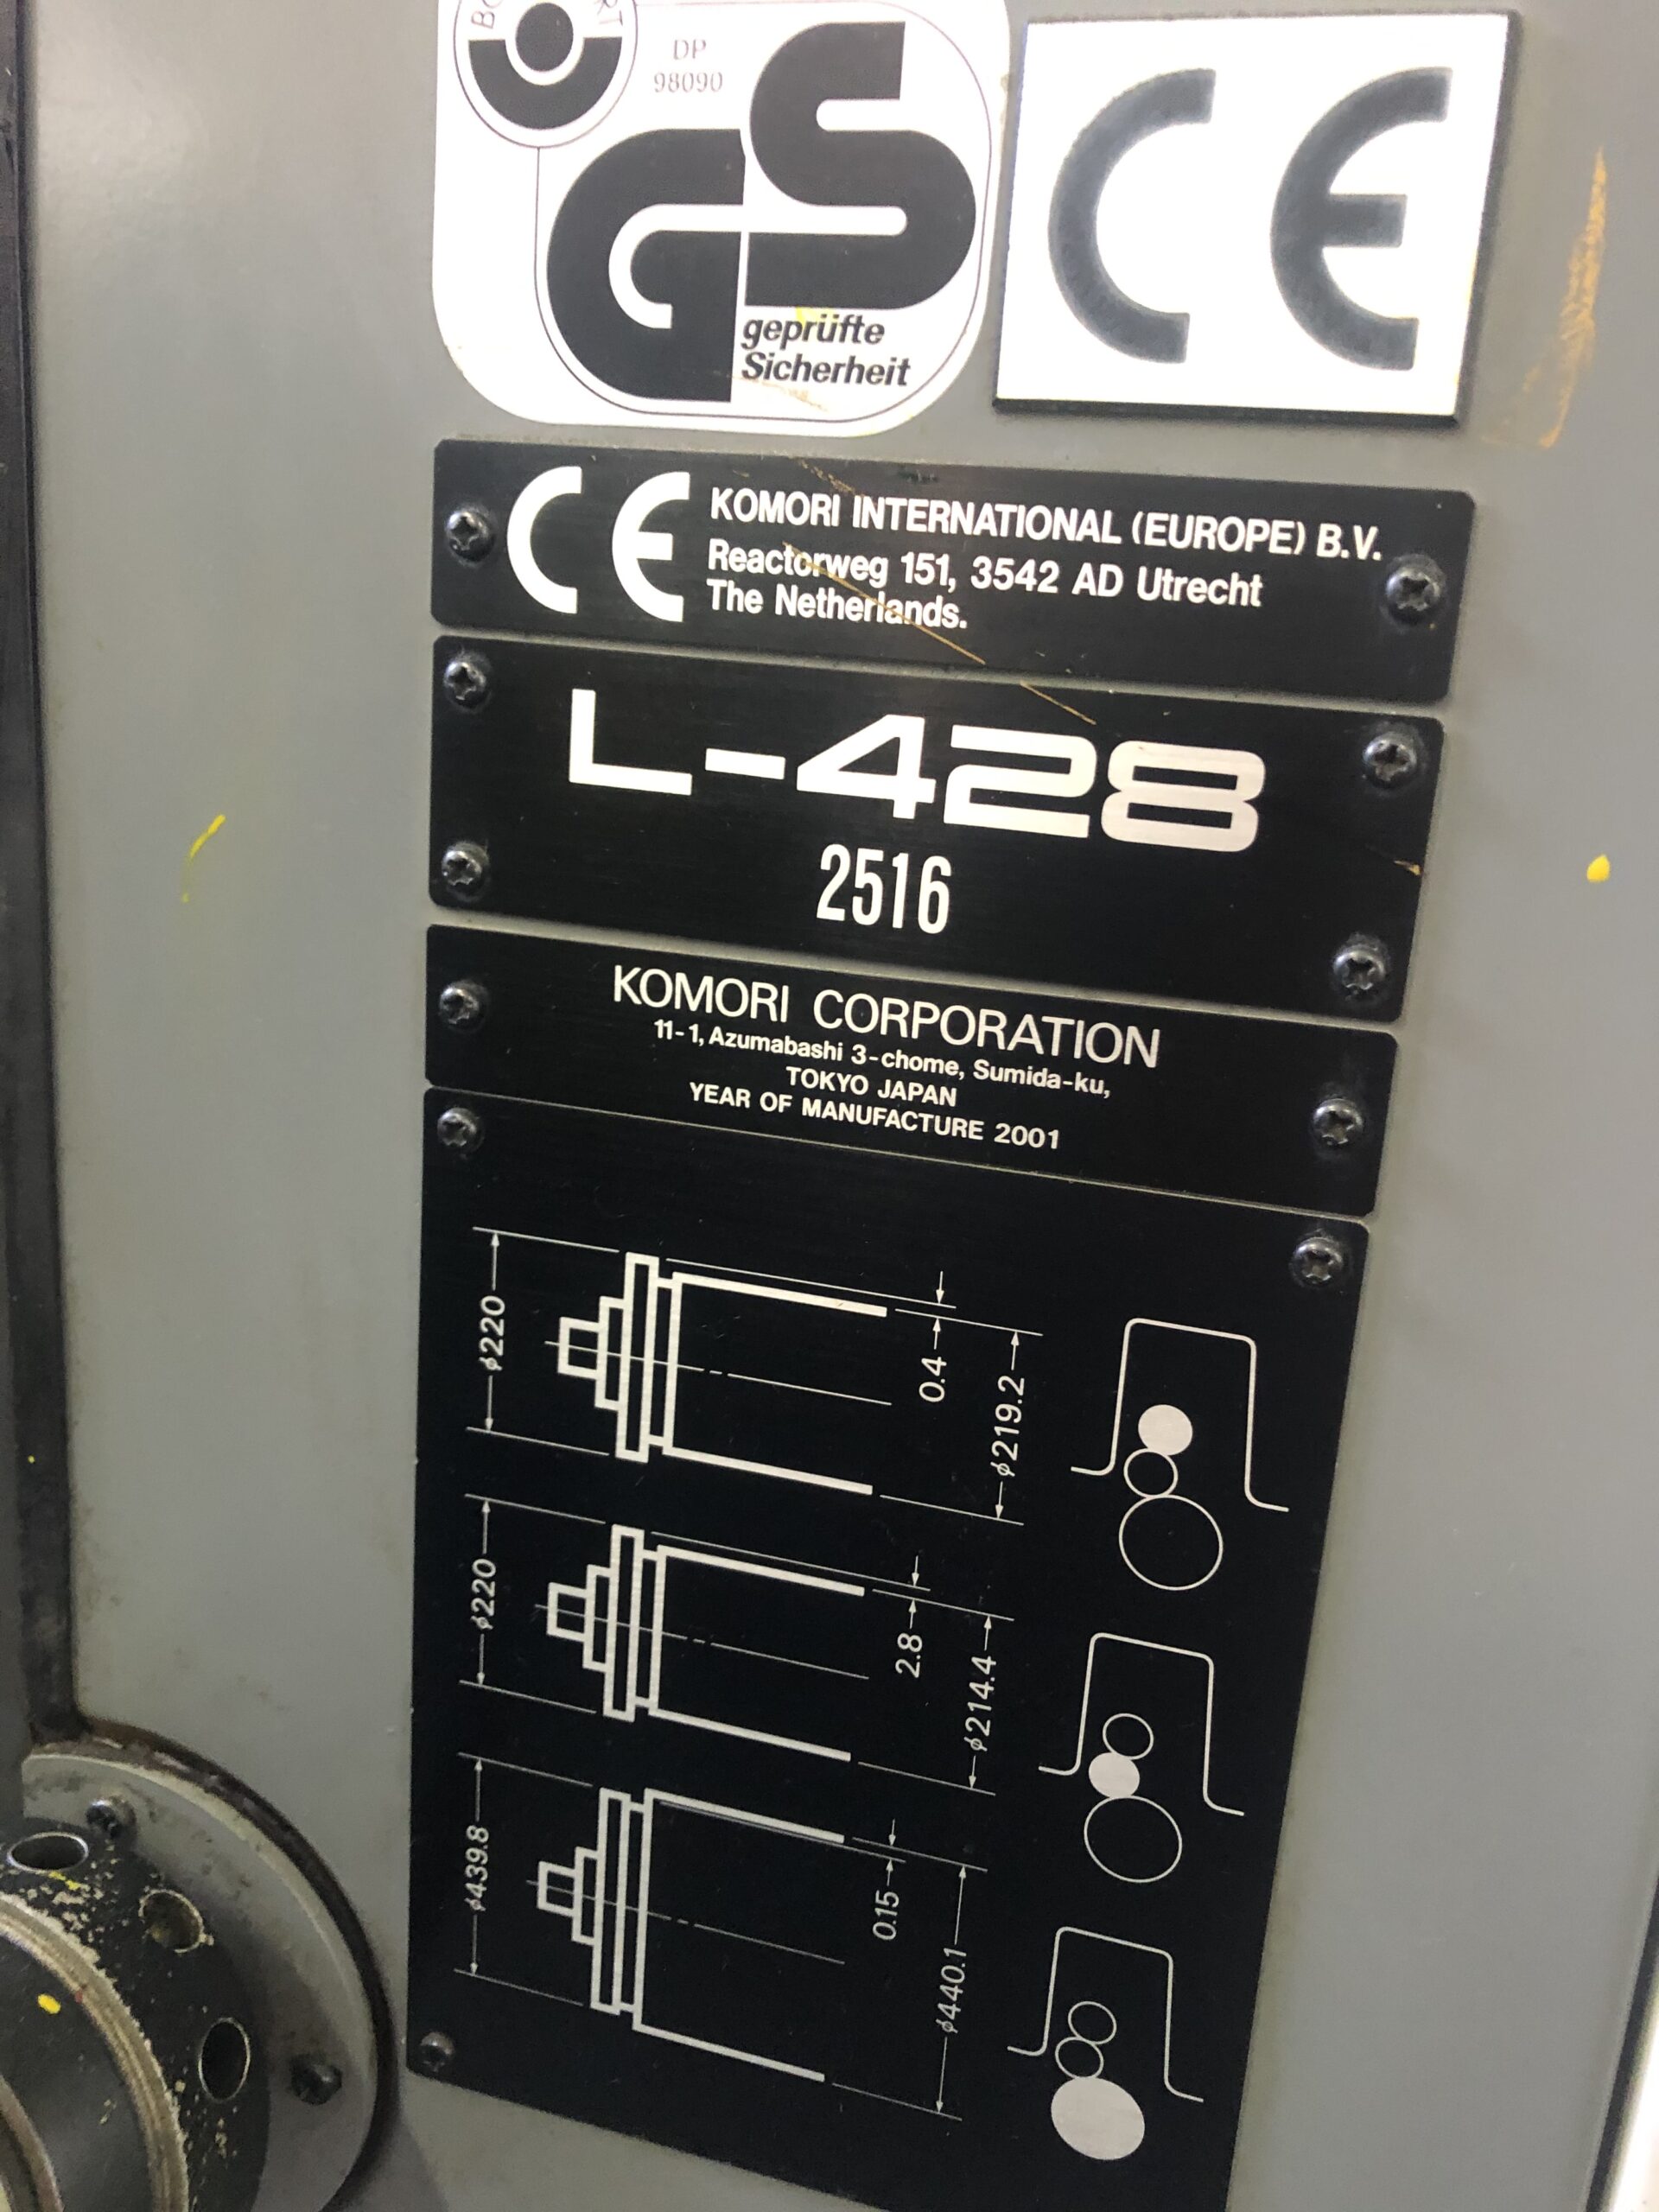 DP
98090
GS
geprüfte
Sicherheit
CE
CE
KOMORI INTERNATIONAL (EUROPE) B.V.
Reactorweg 151, 3542 AD Utrecht
The Netherlands.
L-428
2516
KOMORI CORPORATION
11-1, Azumabashi 3-chome, Sumida-ku,
TOKYO JAPAN
YEAR OF MANUFACTURE 2001
φ220
0.4
φ219.2
φ220
2.8
φ214.4
φ439.8
0.15
φ440.1